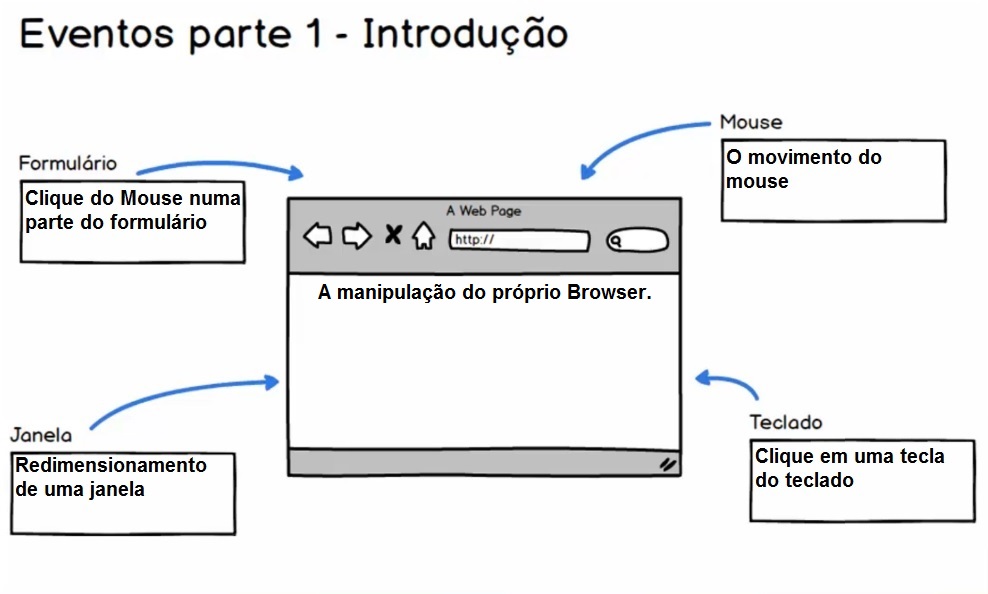 Eventos parte 1 - Introdução
Mouse
O movimento do
mouse
Formulário
Clique do Mouse numa
parte do formulário
A Web Page
http://
A manipulação do próprio Browser.
Janela
Redimensionamento
de uma janela
Teclado
Clique em uma tecla
do teclado